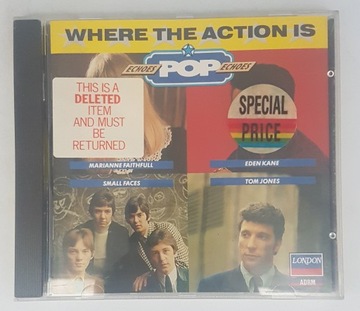 WHERE THE ACTION IS
ECHOES POP ECHOES
THIS IS A
DELETED
ITEM
AND MUST
BE
RETURNED
SPECIAL
PRICE
MARIANNE FAITHFULL
EDEN KANE
SMALL FACES
TOM JONES
LONDON
ADRM